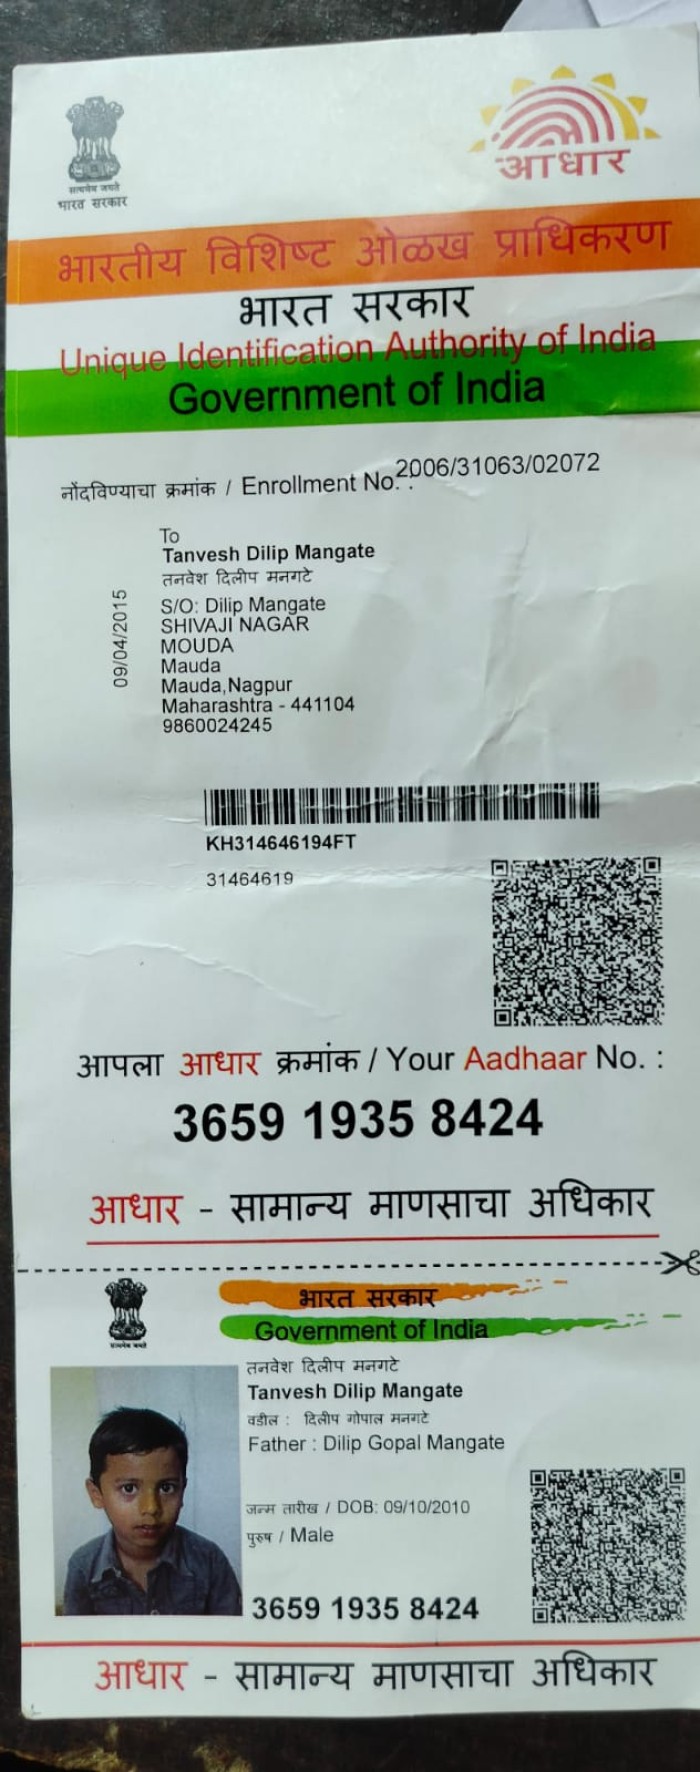 सत्यमेव जयते
भारत सरकार
आधार
भारतीय विशिष्ट ओळख प्राधिकरण
भारत सरकार
Unique Identification Authority of India
Government of India
नोंदविण्याचा क्रमांक / Enrollment No. : 2006/31063/02072
To
Tanvesh Dilip Mangate
तनवेश दिलीप मनगटे
S/O: Dilip Mangate
SHIVAJI NAGAR
MOUDA
Mauda
Mauda,Nagpur
Maharashtra - 441104
9860024245
09/04/2015
KH314646194FT
31464619
आपला आधार क्रमांक / Your Aadhaar No. :
3659 1935 8424
आधार - सामान्य माणसाचा अधिकार
सत्यमेव जयते
भारत सरकार
Government of India
तनवेश दिलीप मनगटे
Tanvesh Dilip Mangate
वडील : दिलीप गोपाल मनगटे
Father : Dilip Gopal Mangate
जन्म तारीख / DOB: 09/10/2010
पुरुष / Male
3659 1935 8424
आधार - सामान्य माणसाचा अधिकार